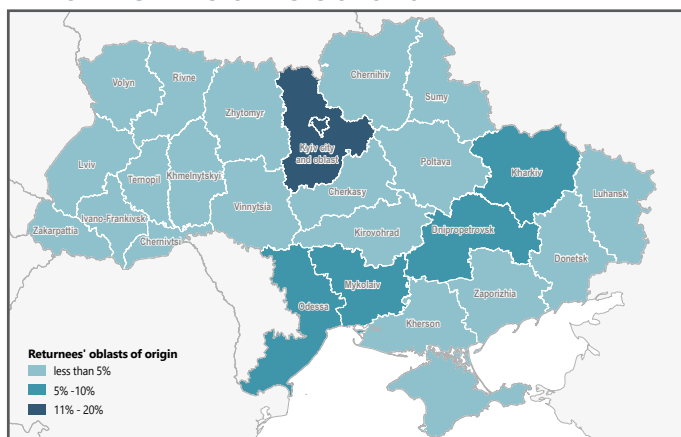 Volyn
Rivne
Zhytomyr
Chernihiv
Sumy
Kyiv city
and oblast
Lviv
Ternopil
Khmelnytskyi
Poltava
Kharkiv
Luhansk
Cherkasy
Vinnytsia
Ivano-Frankivsk
Zakarpattia
Chernivtsi
Kirovohrad
Dnipropetrovsk
Donetsk
Mykolaiv
Odessa
Zaporizhia
Kherson
Returnees' oblasts of origin
less than 5%
5% -10%
11% - 20%